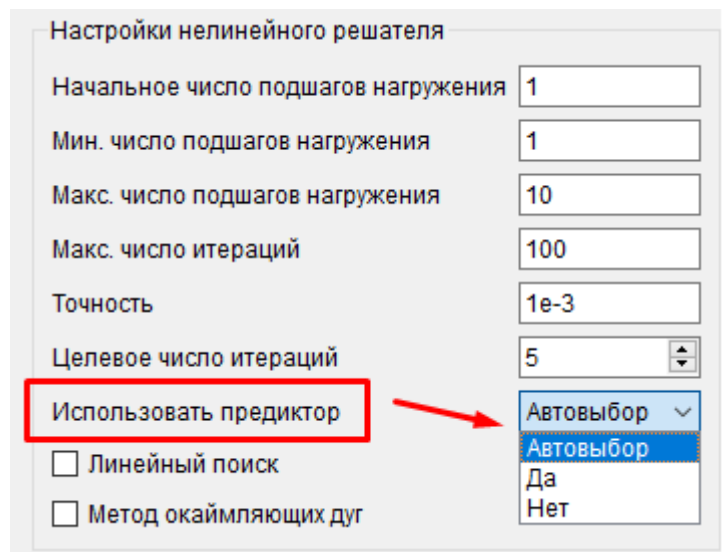 Настройки нелинейного решателя
Начальное число подшагов нагружения 1
Мин. число подшагов нагружения 1
Макс. число подшагов нагружения 10
Макс. число итераций 100
Точность 1e-3
Целевое число итераций 5
Использовать предиктор Автовыбор
Автовыбор
Линейный поиск Да
Метод окаймляющих дуг Нет